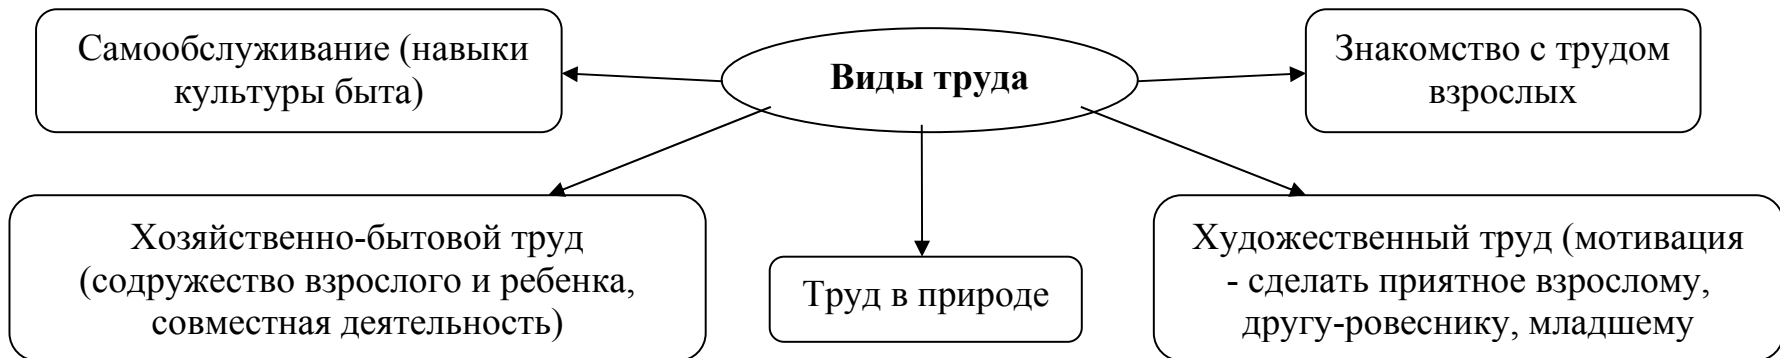 Самообслуживание (навыки
культуры быта)
Виды труда
Знакомство с трудом
взрослых
Хозяйственно-бытовой труд
(содружество взрослого и ребенка,
совместная деятельность)
Труд в природе
Художественный труд (мотивация
- сделать приятное взрослому,
другу-ровеснику, младшему